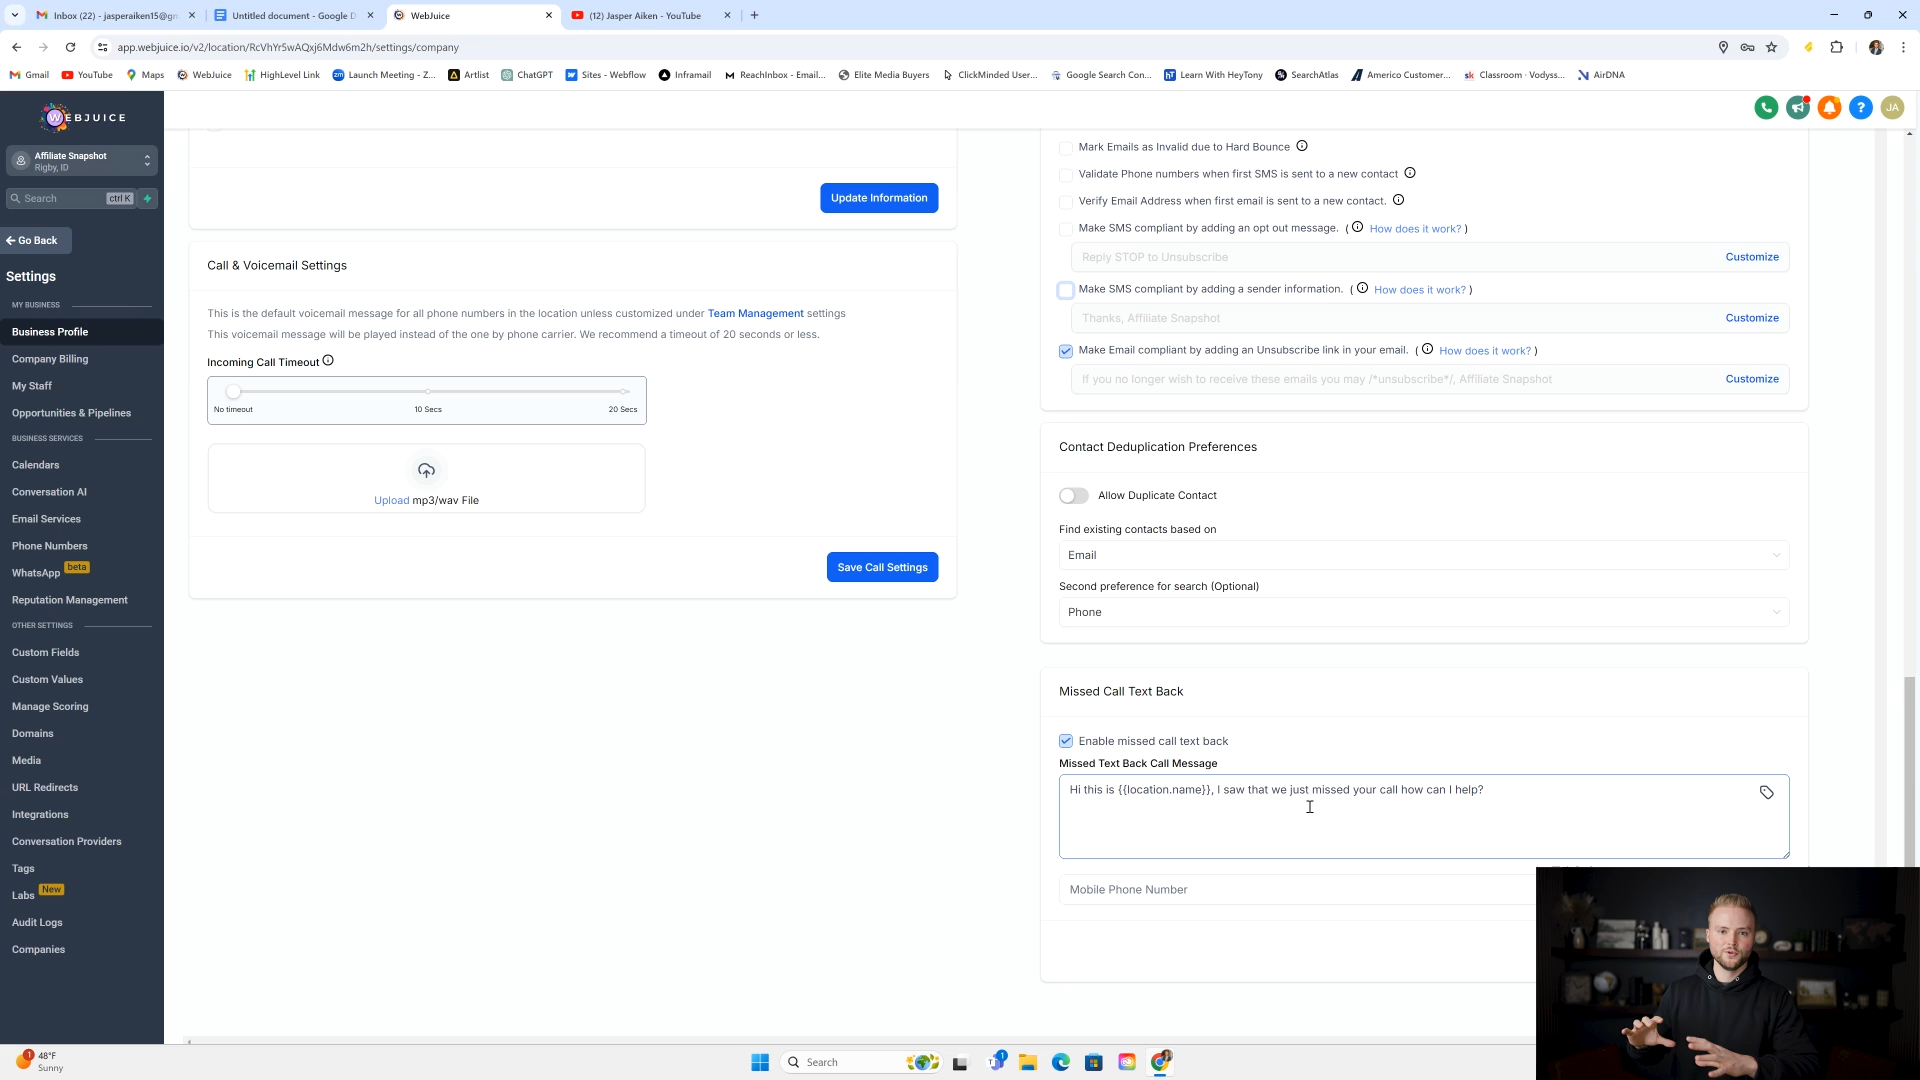 Inbox (22) - jasperaiken15@gm
Untitled document - Google D
WebJuice
(12) Jasper Aiken - YouTube
app.webjuice.io/v2/location/RcVhYr5wAQxj6Mdw6m2h/settings/company
Gmail
YouTube
Maps
WebJuice
HighLevel Link
Launch Meeting - Z...
Artlist
ChatGPT
Sites - Webflow
Inframail
ReachInbox - Email...
Elite Media Buyers
ClickMinded User...
Google Search Con...
Learn With HeyTony
SearchAtlas
Americo Customer...
Classroom · Vodyss...
AirDNA
WEBJUICE
JA
Affiliate Snapshot
Rigby, ID
Search
ctrl K
Go Back
Settings
MY BUSINESS
Business Profile
Company Billing
My Staff
Opportunities & Pipelines
BUSINESS SERVICES
Calendars
Conversation AI
Email Services
Phone Numbers
WhatsApp beta
Reputation Management
OTHER SETTINGS
Custom Fields
Custom Values
Manage Scoring
Domains
Media
URL Redirects
Integrations
Conversation Providers
Tags
Labs New
Audit Logs
Companies
Update Information
Call & Voicemail Settings
This is the default voicemail message for all phone numbers in the location unless customized under Team Management settings
This voicemail message will be played instead of the one by phone carrier. We recommend a timeout of 20 seconds or less.
Incoming Call Timeout
No timeout
10 Secs
20 Secs
Upload mp3/wav File
Save Call Settings
Mark Emails as Invalid due to Hard Bounce
Validate Phone numbers when first SMS is sent to a new contact
Verify Email Address when first email is sent to a new contact.
Make SMS compliant by adding an opt out message. ( How does it work? )
Reply STOP to Unsubscribe
Customize
Make SMS compliant by adding a sender information. ( How does it work? )
Thanks, Affiliate Snapshot
Customize
Make Email compliant by adding an Unsubscribe link in your email. ( How does it work? )
If you no longer wish to receive these emails you may /*unsubscribe*/, Affiliate Snapshot
Customize
Contact Deduplication Preferences
Allow Duplicate Contact
Find existing contacts based on
Email
Second preference for search (Optional)
Phone
Missed Call Text Back
Enable missed call text back
Missed Text Back Call Message
Hi this is {{location.name}}, I saw that we just missed your call how can I help?
Mobile Phone Number
1
48°F
Sunny
Search
1